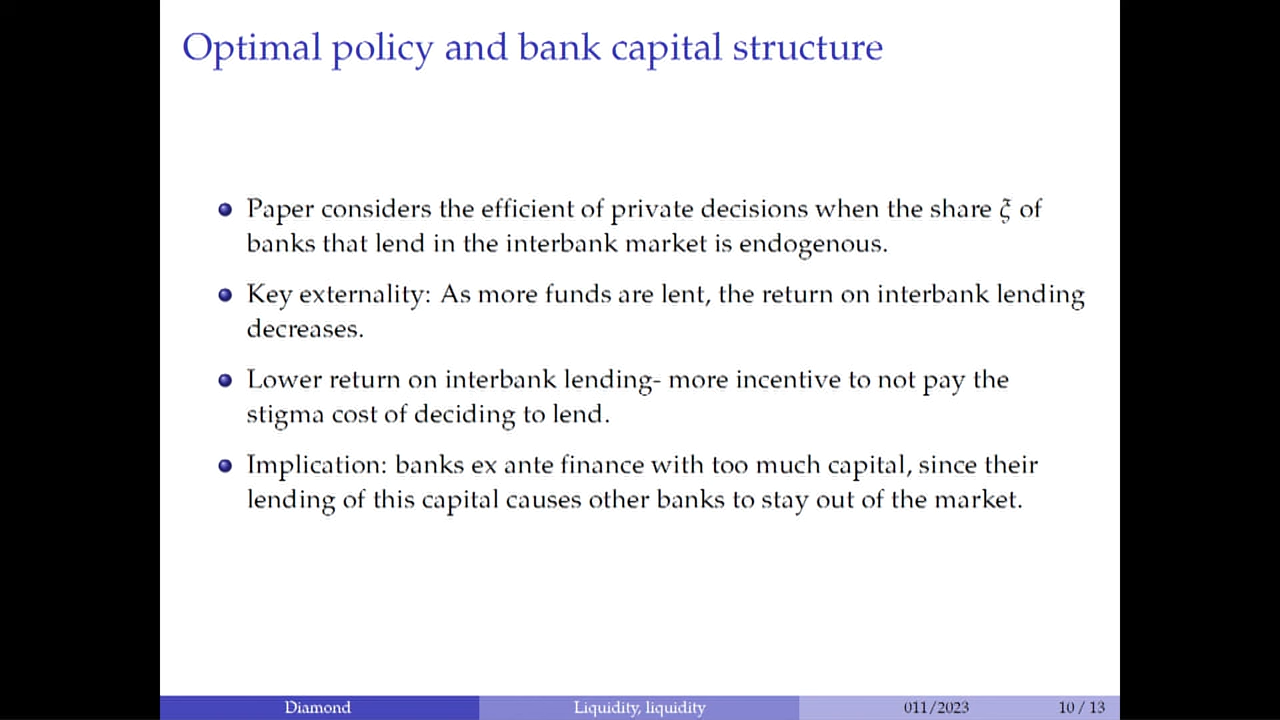 Optimal policy and bank capital structure
Paper considers the efficient of private decisions when the share ξ of
banks that lend in the interbank market is endogenous.
Key externality: As more funds are lent, the return on interbank lending
decreases.
Lower return on interbank lending- more incentive to not pay the
stigma cost of deciding to lend.
Implication: banks ex ante finance with too much capital, since their
lending of this capital causes other banks to stay out of the market.
Diamond
Liquidity, liquidity
011/2023
10 / 13